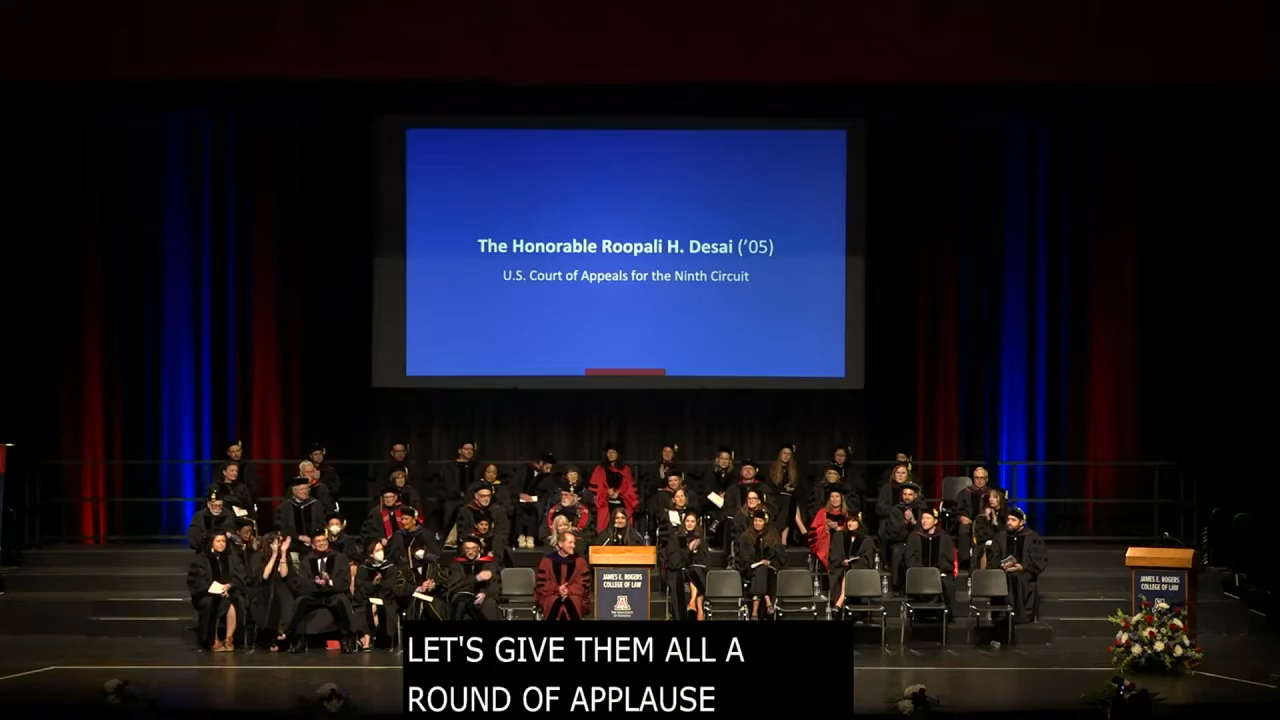 The Honorable Roopali H. Desai (’05)
U.S. Court of Appeals for the Ninth Circuit
JAMES E. ROGERS
COLLEGE OF LAW
JAMES E. ROGERS
COLLEGE OF LAW
LET'S GIVE THEM ALL A
ROUND OF APPLAUSE